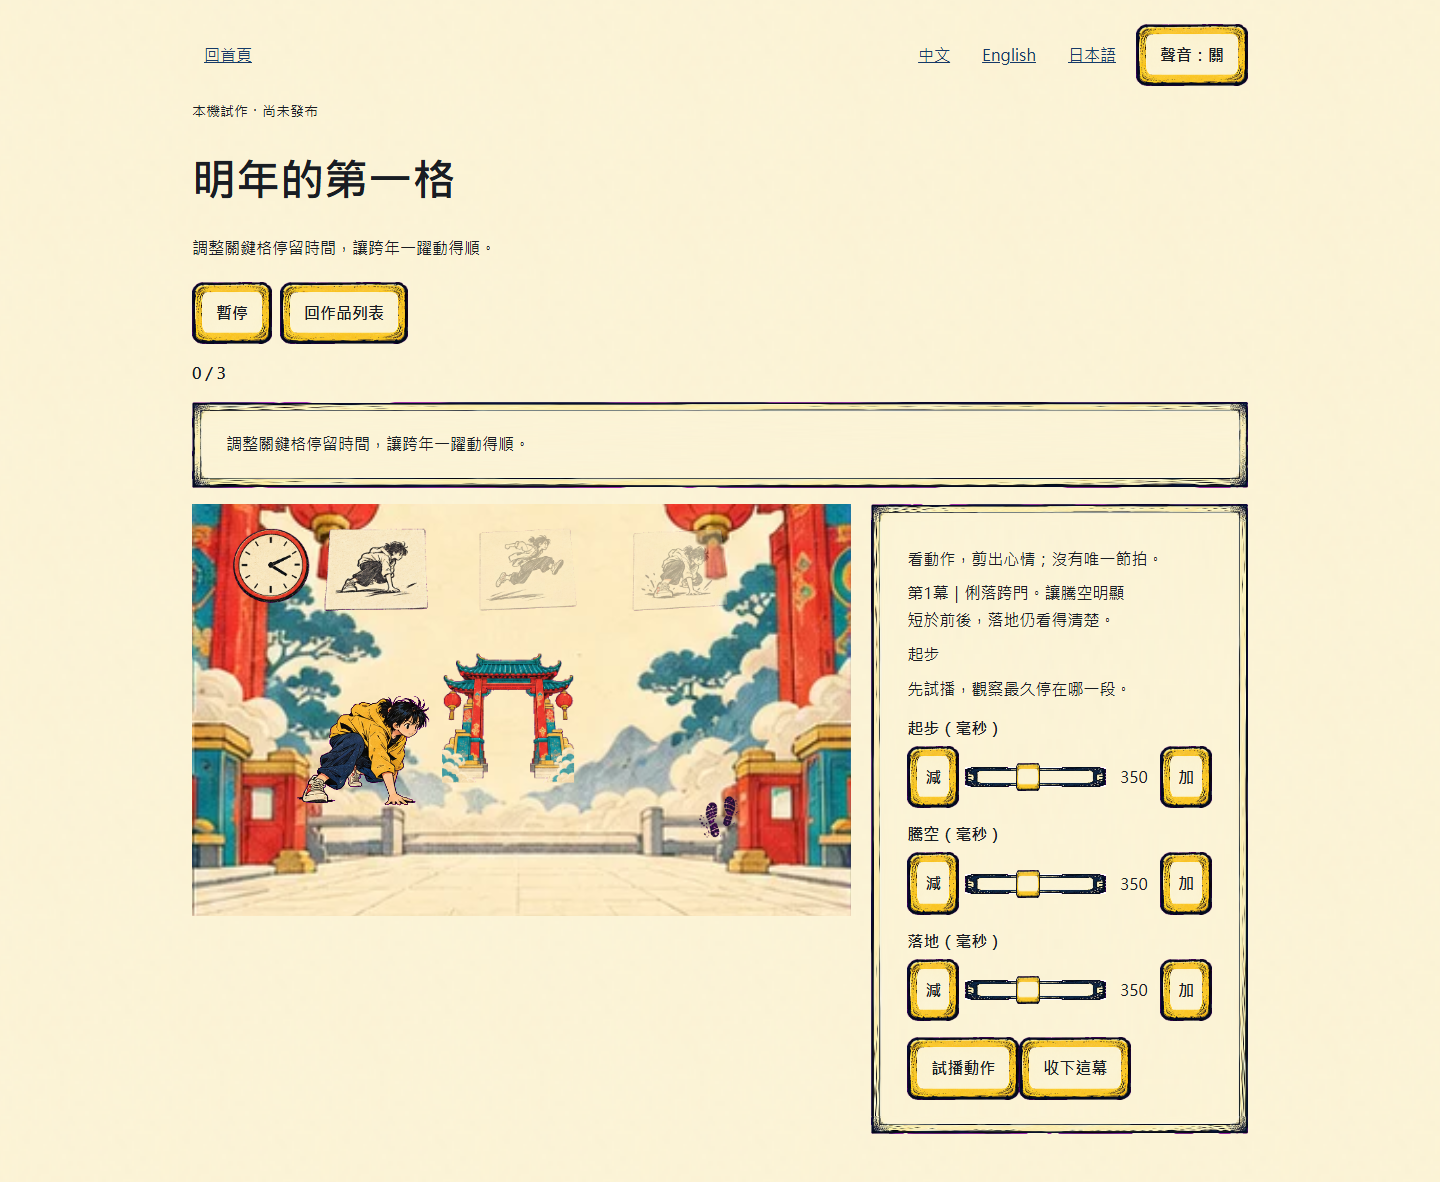 回首頁
中文 English 日本語 聲音：關
本機試作・尚未發布
明年的第一格
調整關鍵格停留時間，讓跨年一躍動得順。
暫停 回作品列表
0 / 3
調整關鍵格停留時間，讓跨年一躍動得順。
看動作，剪出心情；沒有唯一節拍。
第1幕｜俐落跨門。讓騰空明顯
短於前後，落地仍看得清楚。
起步
先試播，觀察最久停在哪一段。
起步（毫秒）
減 350 加
騰空（毫秒）
減 350 加
落地（毫秒）
減 350 加
試播動作 收下這幕